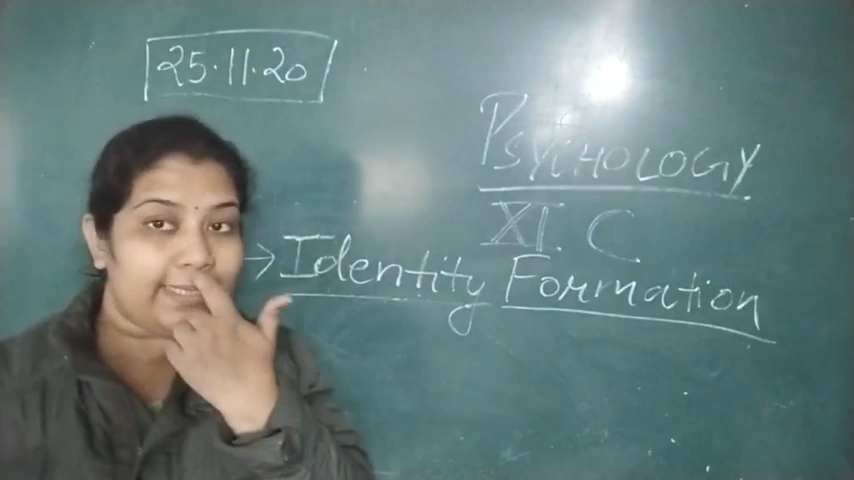 25.11.20
PSYCHOLOGY
XI. C
→ Identity Formation